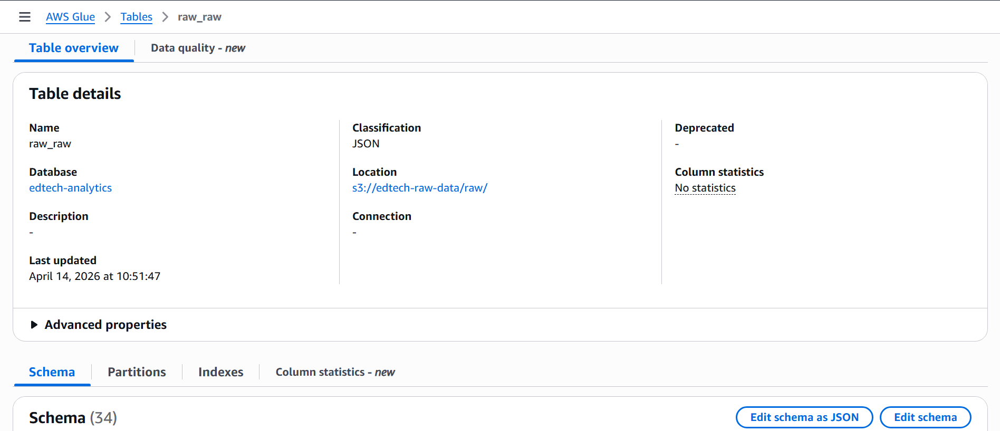 AWS Glue > Tables > raw_raw
Table overview
Data quality - new
Table details
Name
raw_raw
Database
edtech-analytics
Description
-
Last updated
April 14, 2026 at 10:51:47
Classification
JSON
Location
s3://edtech-raw-data/raw/
Connection
-
Deprecated
-
Column statistics
No statistics
Advanced properties
Schema
Partitions
Indexes
Column statistics - new
Schema (34)
Edit schema as JSON
Edit schema